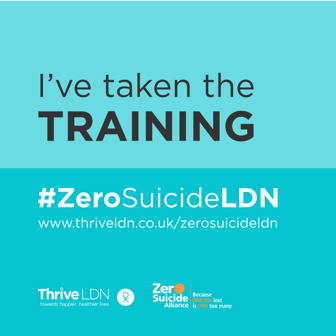 I've taken the
TRAINING
#ZeroSuicideLDN
www.thriveldn.co.uk/zerosuicideldn
Thrive LDN
towards happier, healthier lives
Zero
Suicide
Alliance
Because
lost
is ONE too many